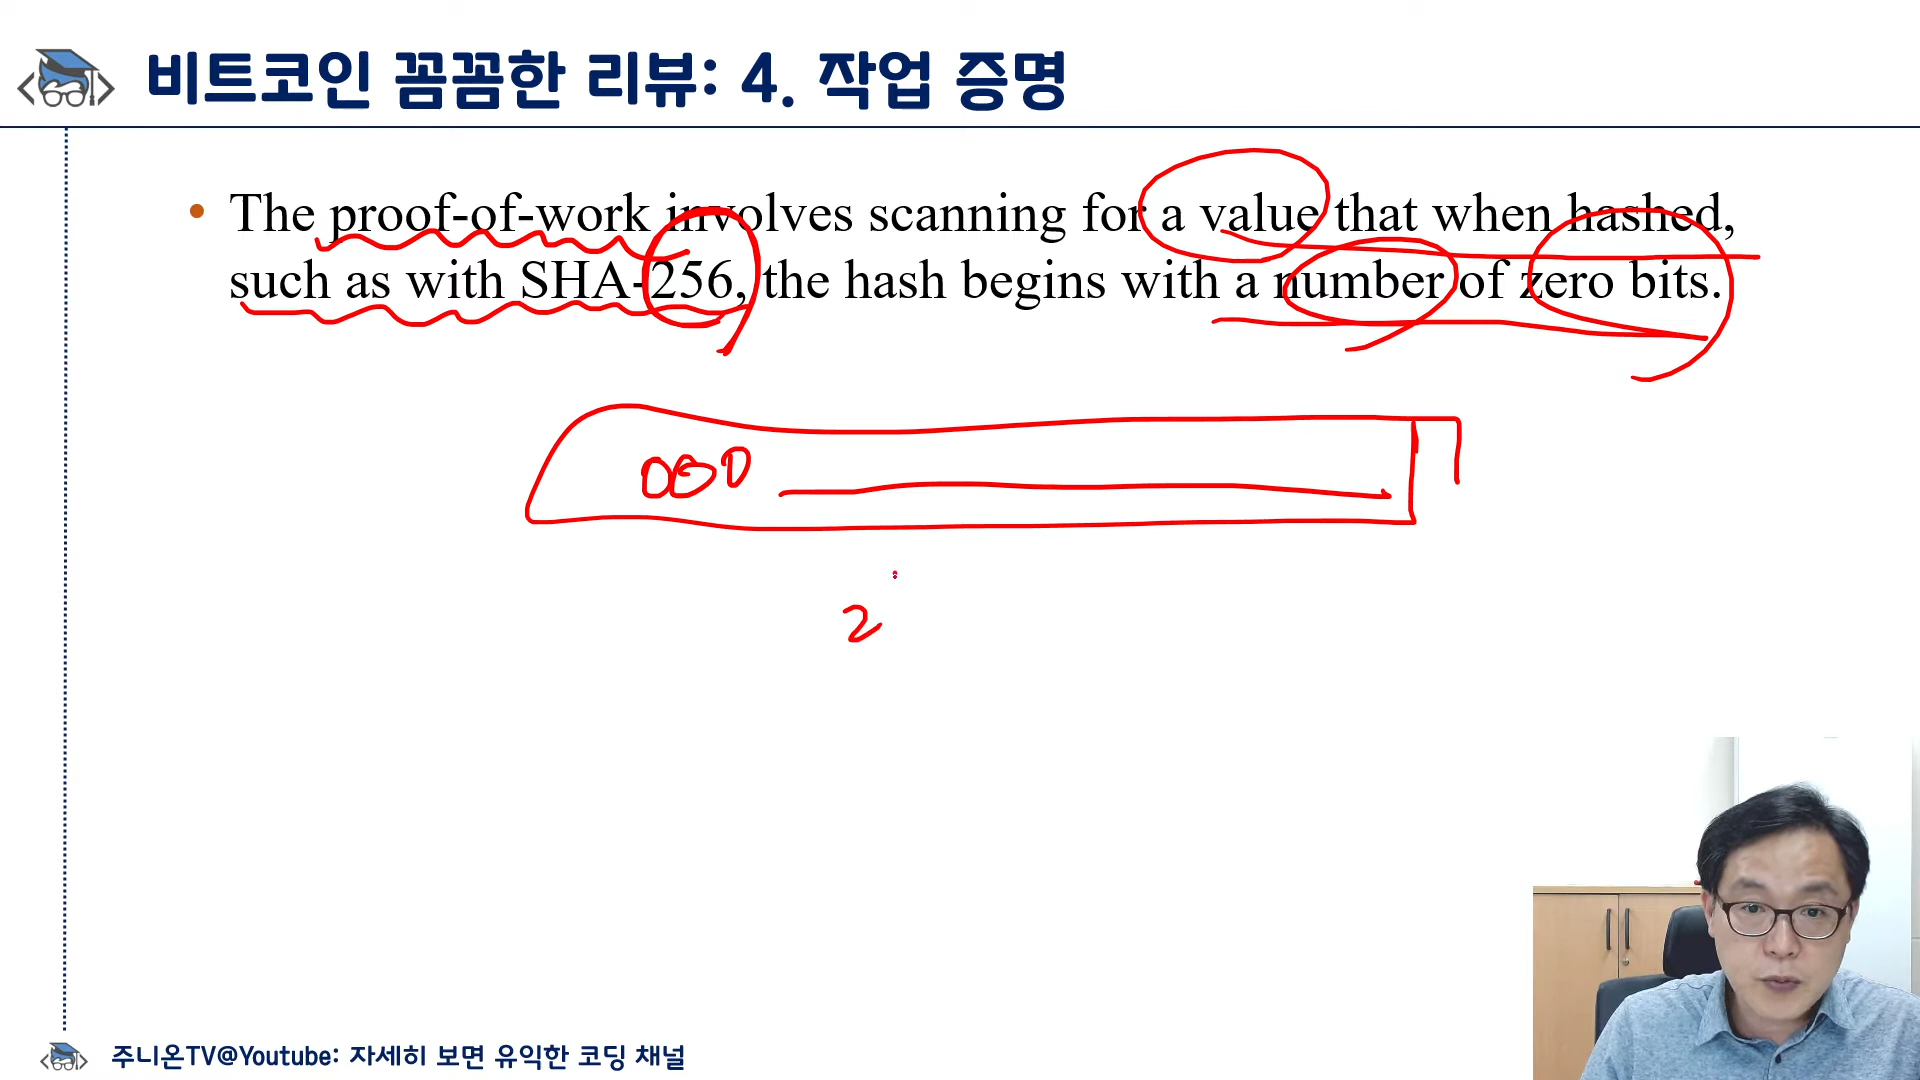 비트코인 꼼꼼한 리뷰: 4. 작업 증명
• The proof-of-work involves scanning for a value that when hashed,
such as with SHA-256, the hash begins with a number of zero bits.
000
2
주니온TV@Youtube: 자세히 보면 유익한 코딩 채널